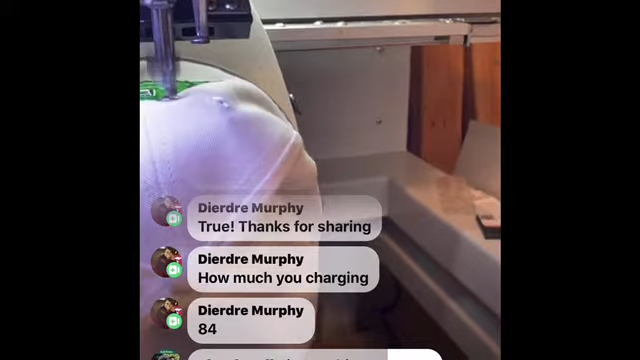 Dierdre Murphy
True! Thanks for sharing
Dierdre Murphy
How much you charging
Dierdre Murphy
84